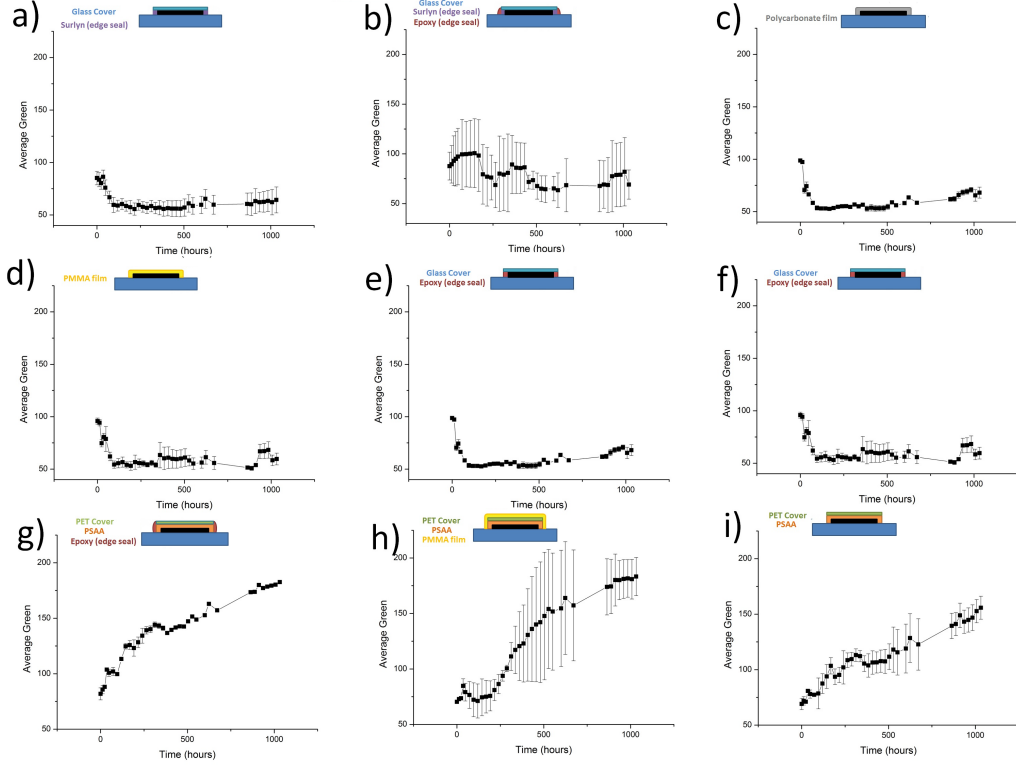 a)
Glass Cover
Surlyn (edge seal)
200
150
100
50
Average Green
0
500
1000
Time (hours)
b)
Glass Cover
Surlyn (edge seal)
Epoxy (edge seal)
200
150
100
50
Average Green
0
500
1000
Time (hours)
c)
Polycarbonate film
200
150
100
50
Average Green
0
500
1000
Time (hours)
d)
PMMA film
200
150
100
50
Average Green
0
500
1000
Time (hours)
e)
Glass Cover
Epoxy (edge seal)
200
150
100
50
Average Green
0
500
1000
Time (hours)
f)
Glass Cover
Epoxy (edge seal)
200
150
100
50
Average Green
0
500
1000
Time (hours)
g)
PET Cover
PSAA
Epoxy (edge seal)
200
150
100
50
Average Green
0
500
1000
Time (hours)
h)
PET Cover
PSAA
PMMA film
200
150
100
50
Average Green
0
500
1000
Time (hours)
i)
PET Cover
PSAA
200
150
100
50
Average Green
0
500
1000
Time (hours)